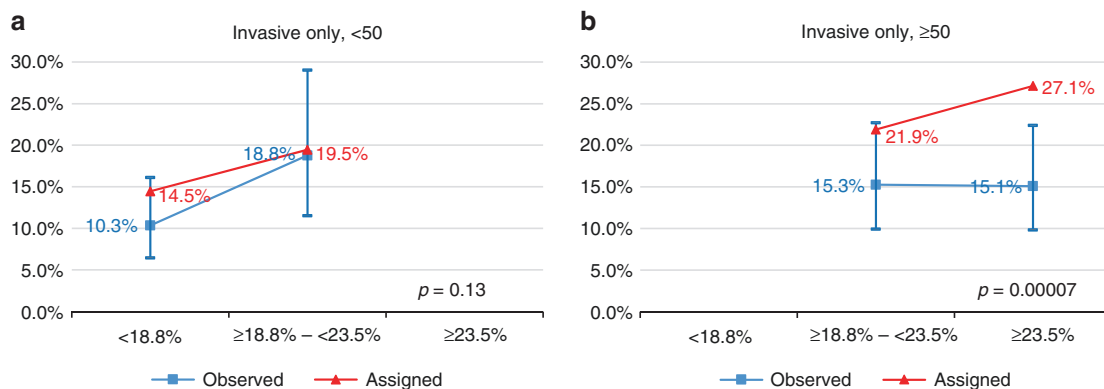 a
Invasive only, <50
30.0%
25.0%
20.0%
15.0%
10.0%
5.0%
0.0%
18.8%
19.5%
14.5%
10.3%
p = 0.13
<18.8%
≥18.8% – <23.5%
≥23.5%
Observed
Assigned
b
Invasive only, ≥50
30.0%
25.0%
20.0%
15.0%
10.0%
5.0%
0.0%
27.1%
21.9%
15.3%
15.1%
p = 0.00007
<18.8%
≥18.8% – <23.5%
≥23.5%
Observed
Assigned